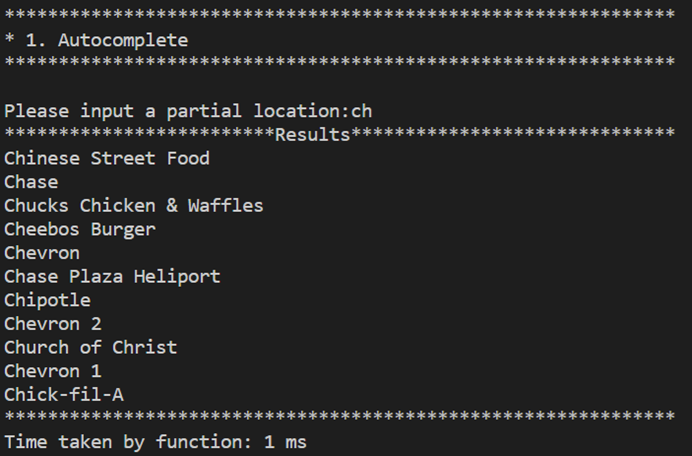 **************************************************************
* 1. Autocomplete
**************************************************************
Please input a partial location:ch
*************************Results******************************
Chinese Street Food
Chase
Chucks Chicken & Waffles
Cheebos Burger
Chevron
Chase Plaza Heliport
Chipotle
Chevron 2
Church of Christ
Chevron 1
Chick-fil-A
**************************************************************
Time taken by function: 1 ms